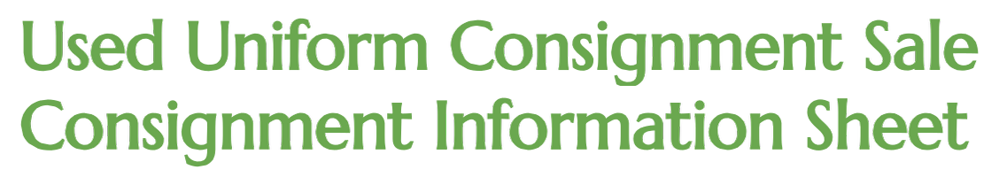 Used Uniform Consignment Sale
Consignment Information Sheet